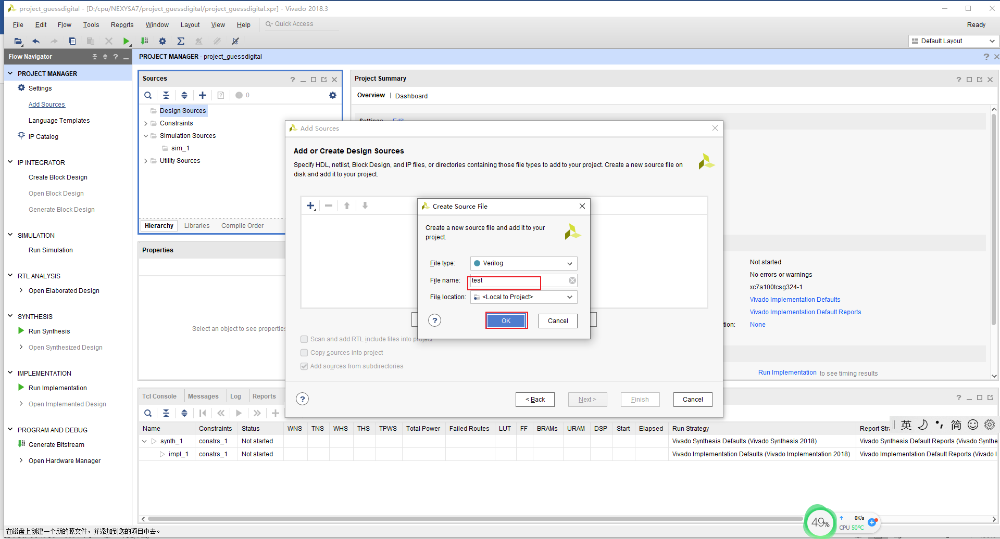 project_guessdigital - [D:/cpu/NEXYSA7/project_guessdigital/project_guessdigital.xpr] - Vivado 2018.3
File Edit Flow Tools Reports Window Layout View Help Quick Access
Ready
Default Layout
Flow Navigator
PROJECT MANAGER - project_guessdigital
PROJECT MANAGER
Settings
Add Sources
Language Templates
IP Catalog
IP INTEGRATOR
Create Block Design
Open Block Design
Generate Block Design
SIMULATION
Run Simulation
RTL ANALYSIS
Open Elaborated Design
SYNTHESIS
Run Synthesis
Open Synthesized Design
IMPLEMENTATION
Run Implementation
Open Implemented Design
PROGRAM AND DEBUG
Generate Bitstream
Open Hardware Manager
Sources
0
Design Sources
Constraints
Simulation Sources
sim_1
Utility Sources
Hierarchy Libraries Compile Order
Properties
Select an object to see properties
Project Summary
Overview | Dashboard
Settings Edit
Not started
No errors or warnings
xc7a100tcsg324-1
Vivado Implementation Defaults
Vivado Implementation Default Reports
None
Run Implementation to see timing results
Add Sources
Add or Create Design Sources
Specify HDL, netlist, Block Design, and IP files, or directories containing those file types to add to your project. Create a new source file on
disk and add it to your project.
Scan and add RTL include files into project
Copy sources into project
Add sources from subdirectories
< Back Next > Finish Cancel
Create Source File
Create a new source file and add it to your
project.
File type: Verilog
File name: test
File location: <Local to Project>
OK Cancel
Tcl Console Messages Log Reports
Name Constraints Status WNS TNS WHS THS TPWS Total Power Failed Routes LUT FF BRAMs URAM DSP Start Elapsed Run Strategy Report Stra
synth_1 constrs_1 Not started Vivado Synthesis Defaults (Vivado Synthesis 2018) Vivado Synthesis Default Reports (Vivado Synthe
impl_1 constrs_1 Not started Vivado Implementation Defaults (Vivado Implementation 2018) Vivado Implementation Default Reports (Vivado I
英 简
49%
0K/s
CPU 50℃
在磁盘上创建一个新的源文件，并添加到您的项目中去。